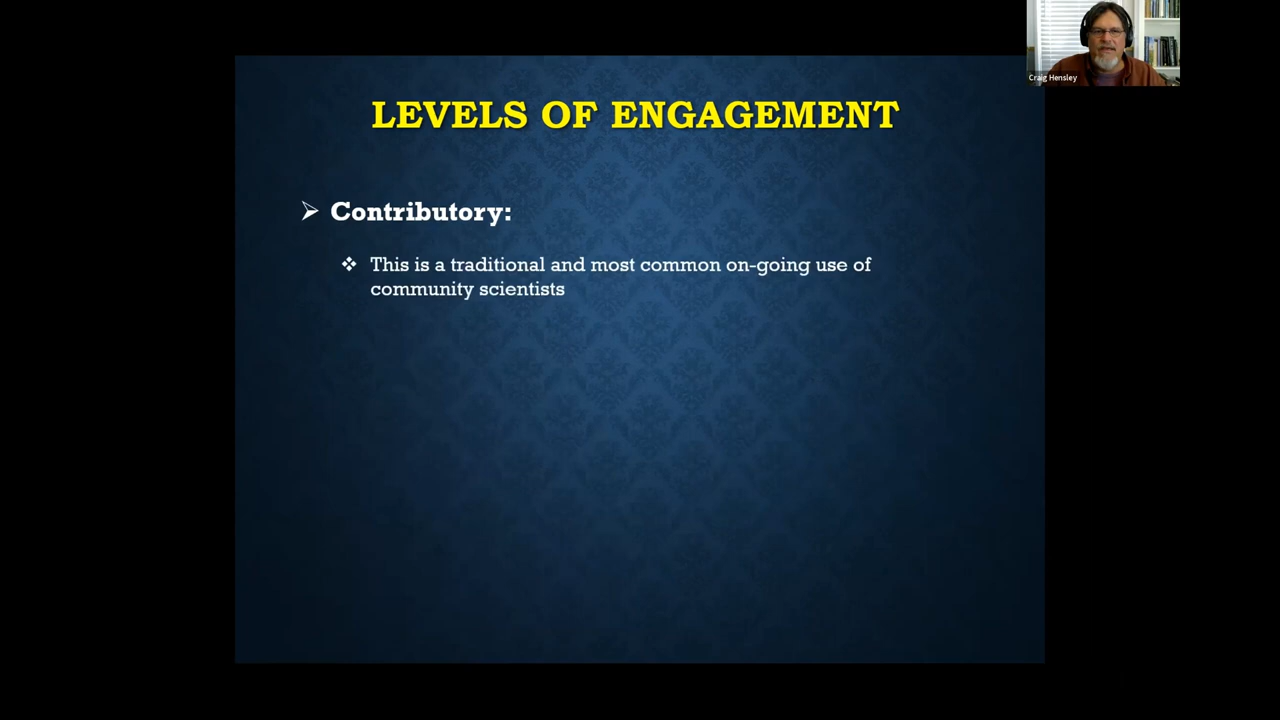 Craig Hensley
LEVELS OF ENGAGEMENT
Contributory:
This is a traditional and most common on-going use of
community scientists